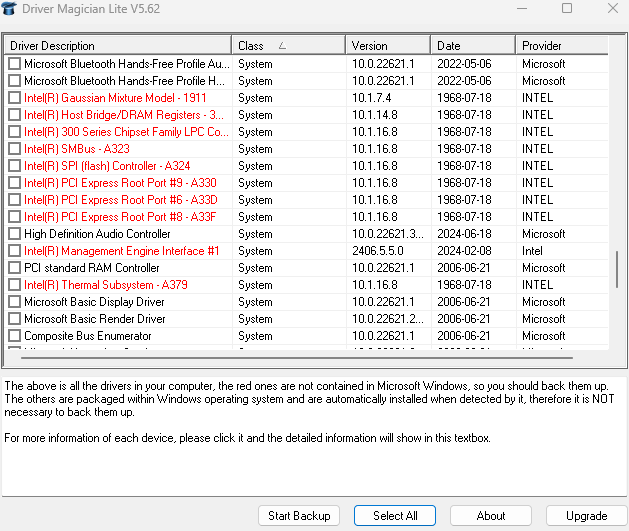 Driver Magician Lite V5.62
Driver Description Class Version Date Provider
Microsoft Bluetooth Hands-Free Profile Au... System 10.0.22621.1 2022-05-06 Microsoft
Microsoft Bluetooth Hands-Free Profile H... System 10.0.22621.1 2022-05-06 Microsoft
Intel(R) Gaussian Mixture Model - 1911 System 10.1.7.4 1968-07-18 INTEL
Intel(R) Host Bridge/DRAM Registers - 3... System 10.1.14.8 1968-07-18 INTEL
Intel(R) 300 Series Chipset Family LPC Co... System 10.1.16.8 1968-07-18 INTEL
Intel(R) SMBus - A323 System 10.1.16.8 1968-07-18 INTEL
Intel(R) SPI (flash) Controller - A324 System 10.1.16.8 1968-07-18 INTEL
Intel(R) PCI Express Root Port #9 - A330 System 10.1.16.8 1968-07-18 INTEL
Intel(R) PCI Express Root Port #6 - A33D System 10.1.16.8 1968-07-18 INTEL
Intel(R) PCI Express Root Port #8 - A33F System 10.1.16.8 1968-07-18 INTEL
High Definition Audio Controller System 10.0.22621.3... 2024-06-18 Microsoft
Intel(R) Management Engine Interface #1 System 2406.5.5.0 2024-02-08 Intel
PCI standard RAM Controller System 10.0.22621.1 2006-06-21 Microsoft
Intel(R) Thermal Subsystem - A379 System 10.1.16.8 1968-07-18 INTEL
Microsoft Basic Display Driver System 10.0.22621.1 2006-06-21 Microsoft
Microsoft Basic Render Driver System 10.0.22621.2... 2006-06-21 Microsoft
Composite Bus Enumerator System 10.0.22621.1 2006-06-21 Microsoft
The above is all the drivers in your computer, the red ones are not contained in Microsoft Windows, so you should back them up.
The others are packaged within Windows operating system and are automatically installed when detected by it, therefore it is NOT
necessary to back them up.
For more information of each device, please click it and the detailed information will show in this textbox.
Start Backup Select All About Upgrade